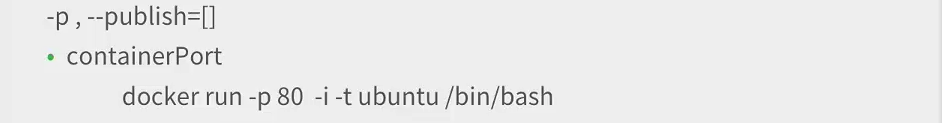 -p , --publish=[]
• containerPort
docker run -p 80  -i -t ubuntu /bin/bash